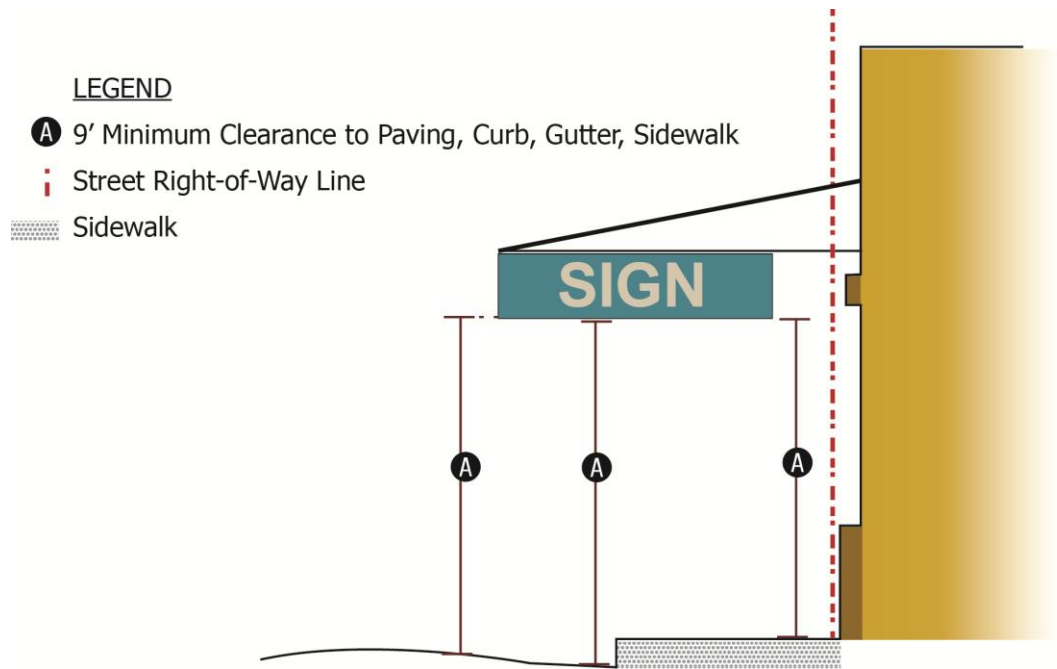 LEGEND
A 9' Minimum Clearance to Paving, Curb, Gutter, Sidewalk
Street Right-of-Way Line
Sidewalk
SIGN
A A A